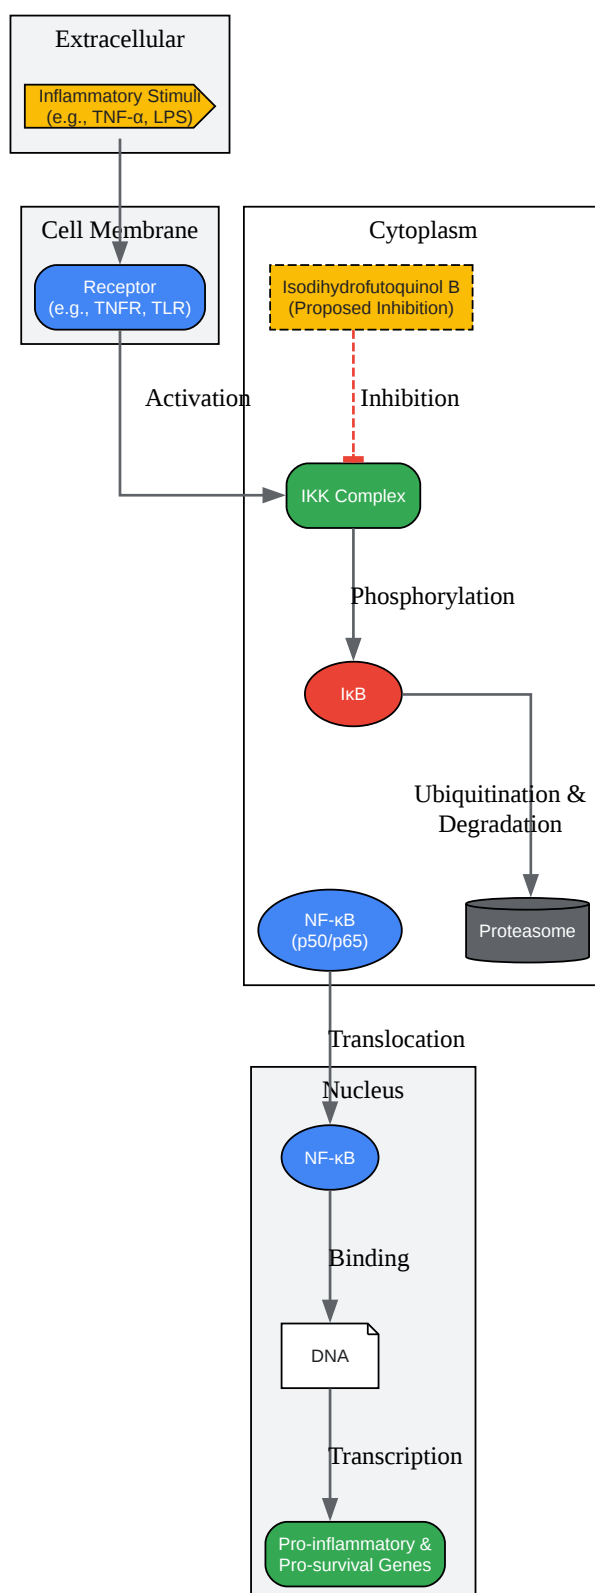 Extracellular
Inflammatory Stimuli
(e.g., TNF-α, LPS)
Cell Membrane
Receptor
(e.g., TNFR, TLR)
Cytoplasm
Isodihydrofutoquinol B
(Proposed Inhibition)
Activation
Inhibition
IKK Complex
Phosphorylation
IκB
Ubiquitination &
Degradation
NF-κB
(p50/p65)
Proteasome
Translocation
Nucleus
NF-κB
Binding
DNA
Transcription
Pro-inflammatory &
Pro-survival Genes